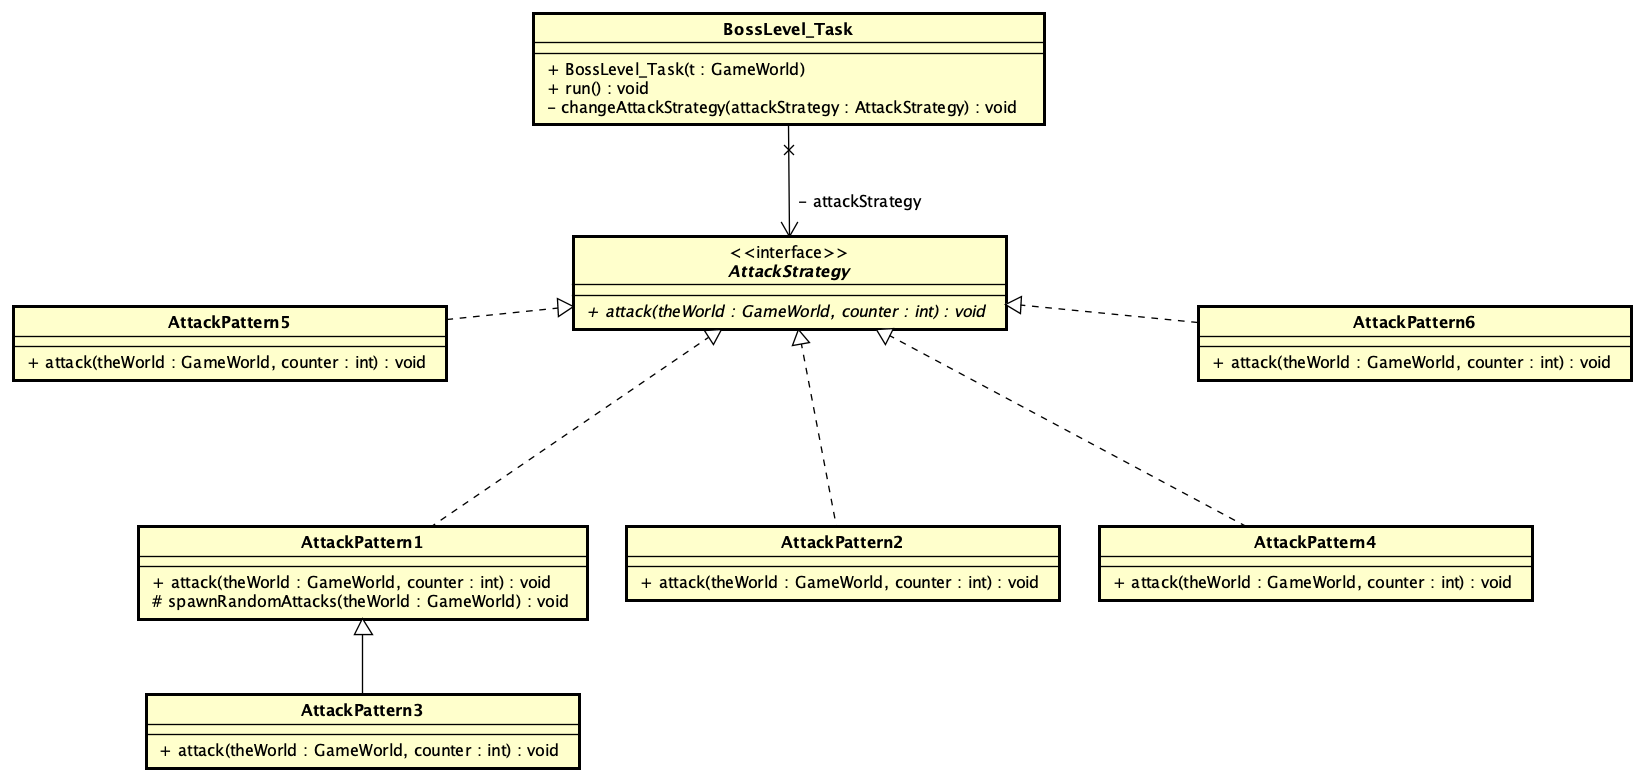 BossLevel_Task
+ BossLevel_Task(t : GameWorld)
+ run() : void
- changeAttackStrategy(attackStrategy : AttackStrategy) : void
- attackStrategy
<<interface>>
AttackStrategy
+ attack(theWorld : GameWorld, counter : int) : void
AttackPattern5
+ attack(theWorld : GameWorld, counter : int) : void
AttackPattern6
+ attack(theWorld : GameWorld, counter : int) : void
AttackPattern1
+ attack(theWorld : GameWorld, counter : int) : void
# spawnRandomAttacks(theWorld : GameWorld) : void
AttackPattern2
+ attack(theWorld : GameWorld, counter : int) : void
AttackPattern4
+ attack(theWorld : GameWorld, counter : int) : void
AttackPattern3
+ attack(theWorld : GameWorld, counter : int) : void